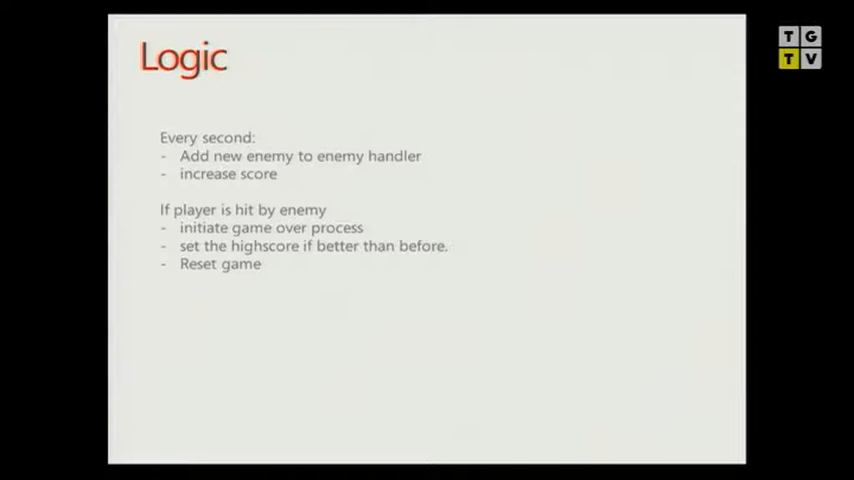 Logic
Every second:
- Add new enemy to enemy handler
- increase score
If player is hit by enemy
- initiate game over process
- set the highscore if better than before.
- Reset game
T G
T V